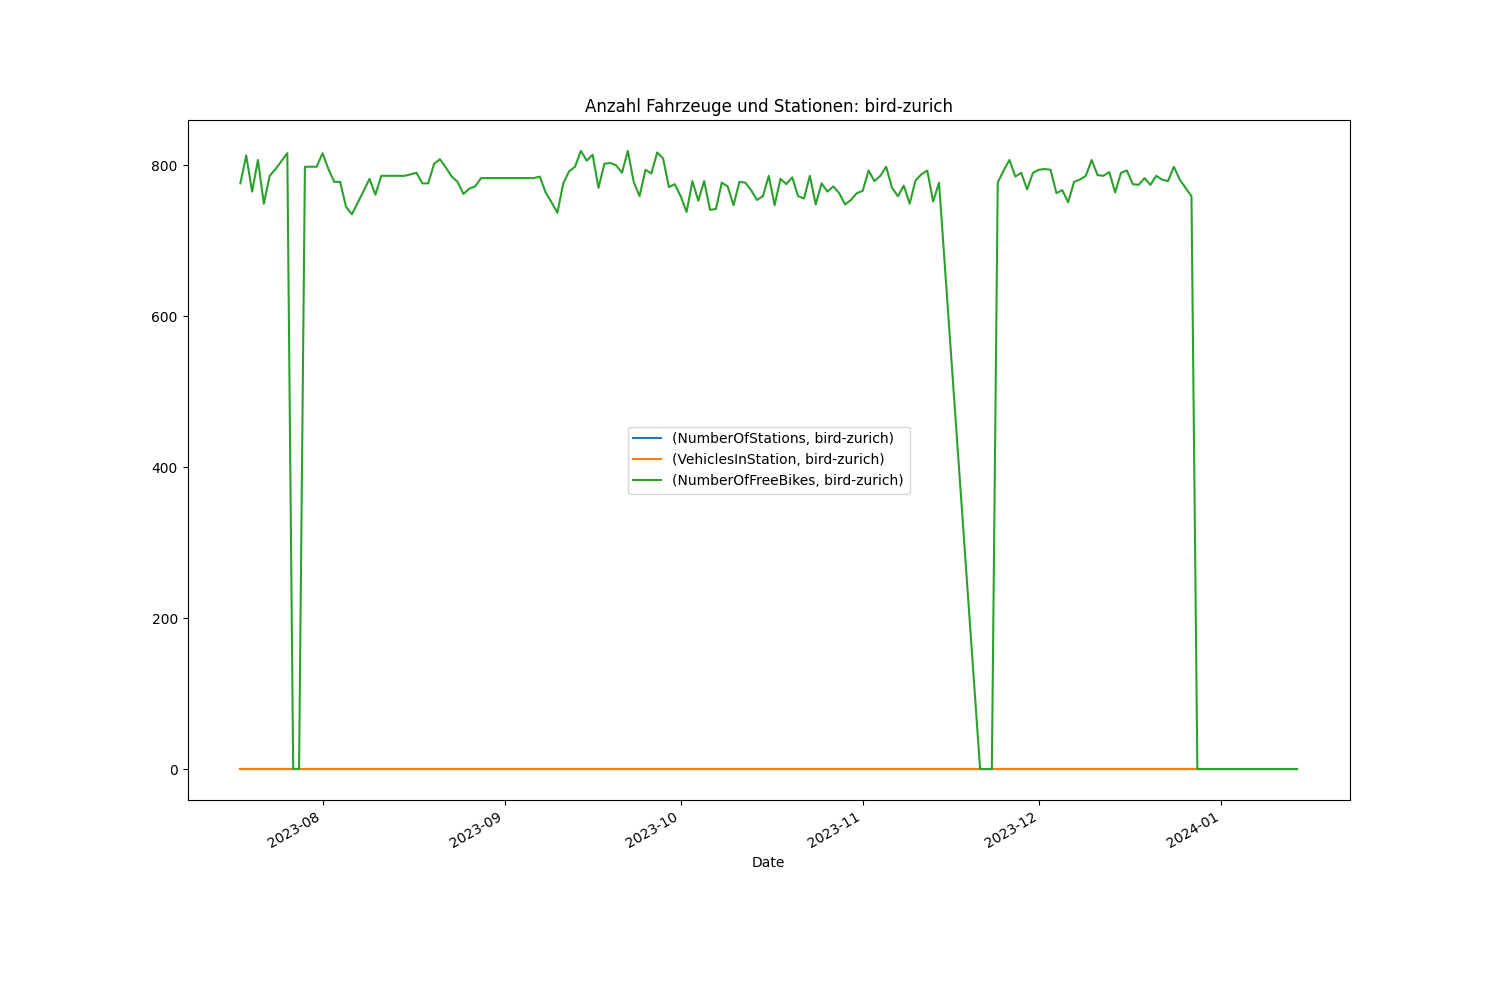 Anzahl Fahrzeuge und Stationen: bird-zurich
800
600
400
200
0
(NumberOfStations, bird-zurich)
(VehiclesInStation, bird-zurich)
(NumberOfFreeBikes, bird-zurich)
2023-08
2023-09
2023-10
2023-11
2023-12
2024-01
Date